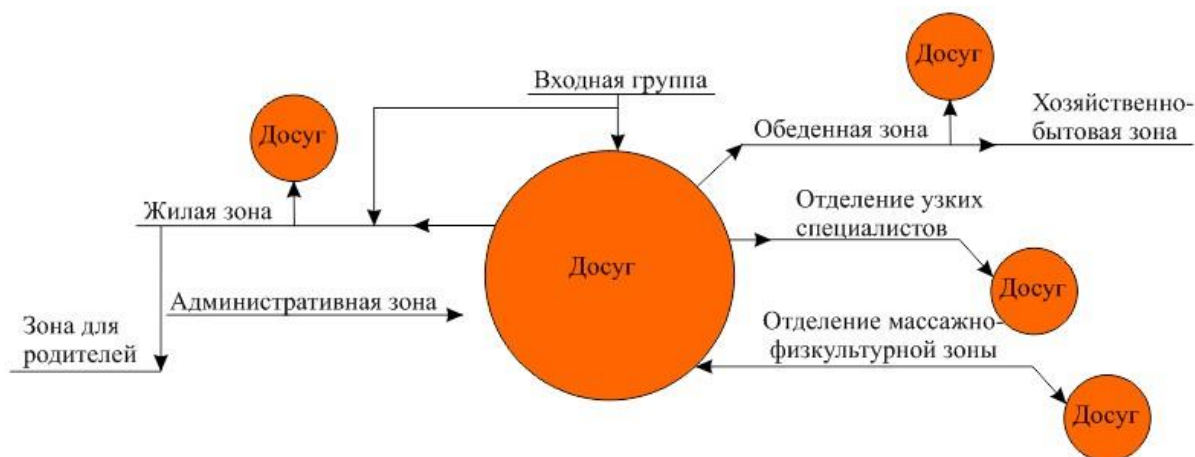 Досуг
Входная группа
Хозяйственно-
бытовая зона
Обеденная зона
Досуг
Жилая зона
Отделение узких
специалистов
Досуг
Досуг
Административная зона
Зона для
родителей
Отделение массажно-
физкультурной зоны
Досуг